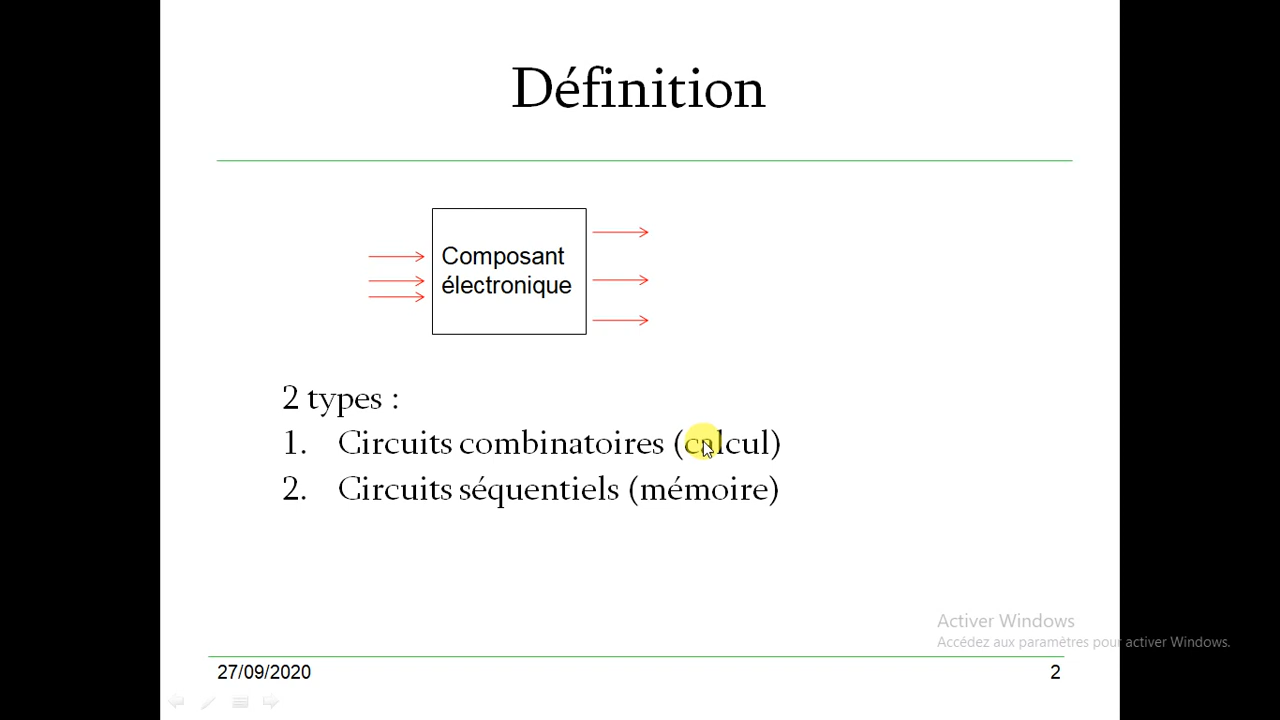 Définition
Composant
électronique
2 types :
1. Circuits combinatoires (calcul)
2. Circuits séquentiels (mémoire)
Activer Windows
Accédez aux paramètres pour activer Windows.
27/09/2020
2